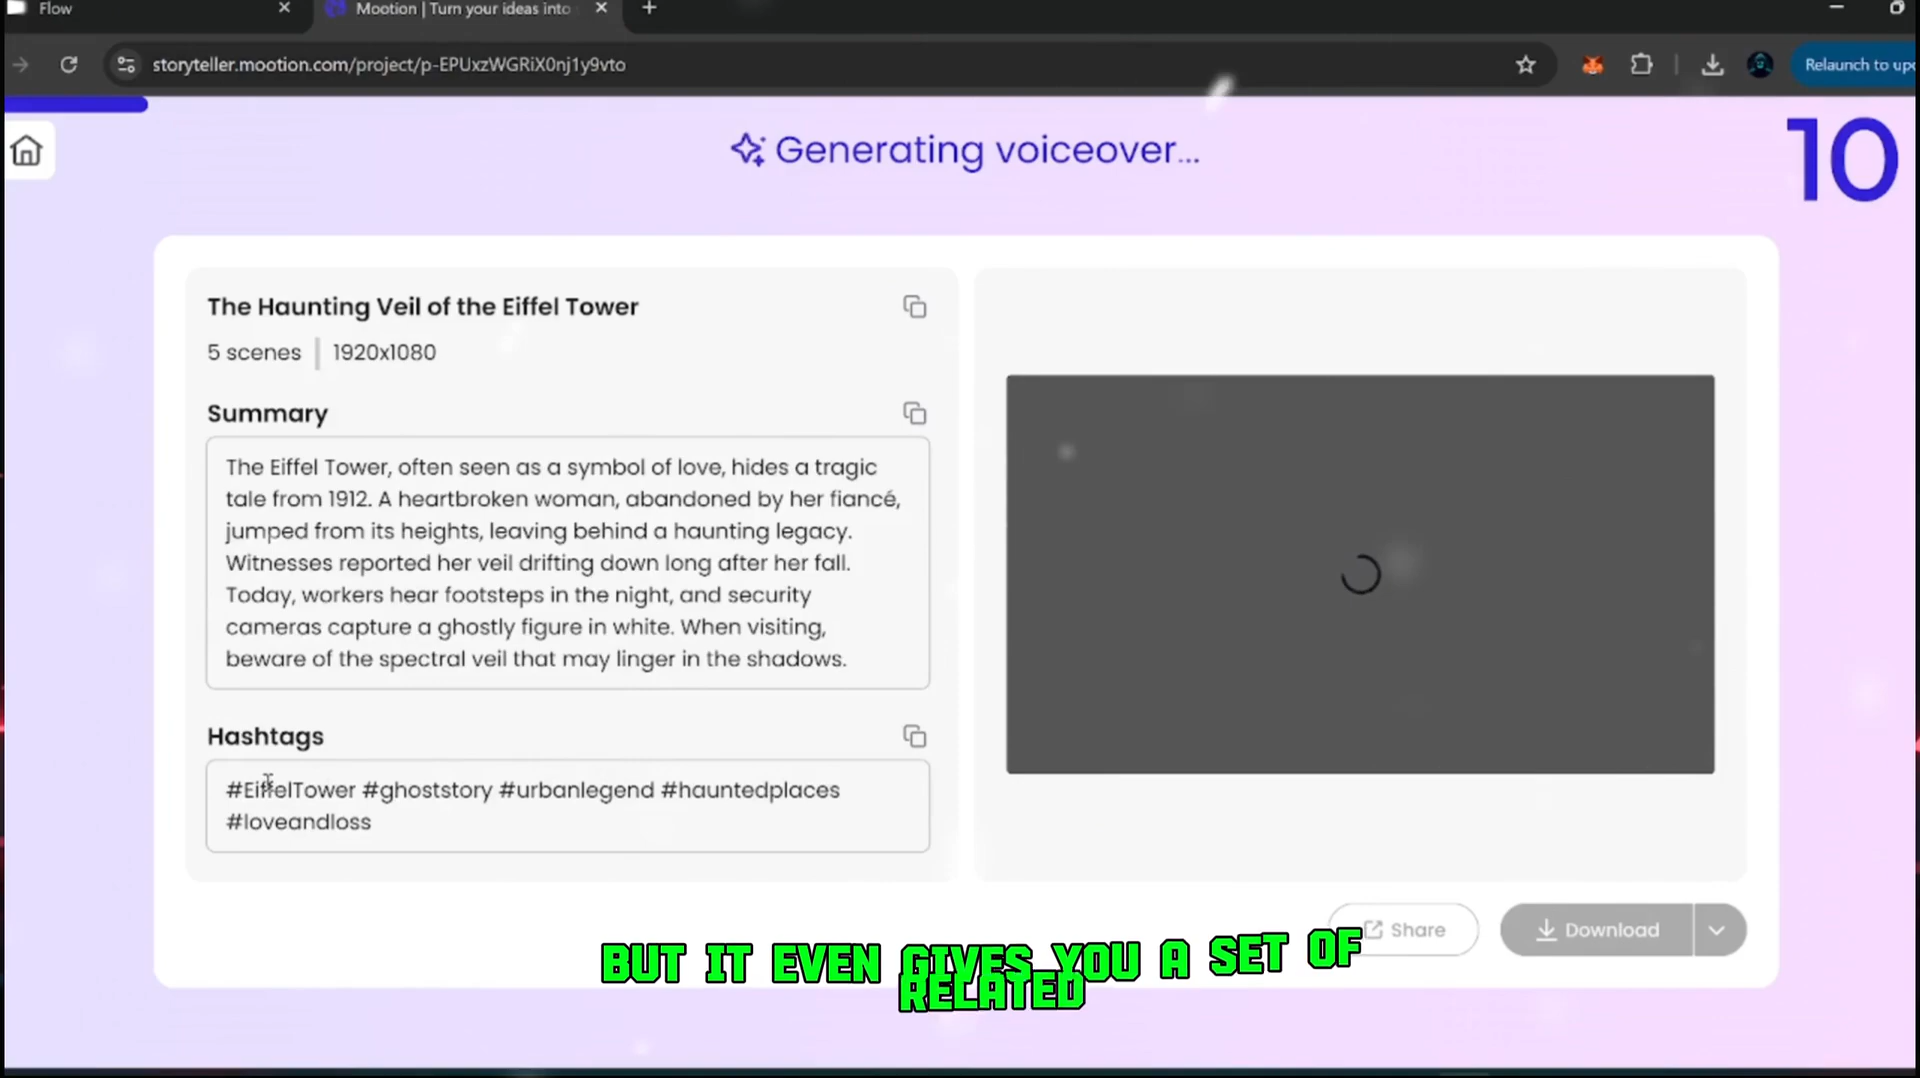 Flow
Mootion | Turn your ideas into
storyteller.mootion.com/project/p-EPUxzWGRiX0nj1y9vto
Relaunch to upd
Generating voiceover...
10
The Haunting Veil of the Eiffel Tower
5 scenes | 1920x1080
Summary
The Eiffel Tower, often seen as a symbol of love, hides a tragic
tale from 1912. A heartbroken woman, abandoned by her fiancé,
jumped from its heights, leaving behind a haunting legacy.
Witnesses reported her veil drifting down long after her fall.
Today, workers hear footsteps in the night, and security
cameras capture a ghostly figure in white. When visiting,
beware of the spectral veil that may linger in the shadows.
Hashtags
#EiffelTower #ghoststory #urbanlegend #hauntedplaces
#loveandloss
Share
Download
BUT IT EVEN GIVES YOU A SET OF
RELATED